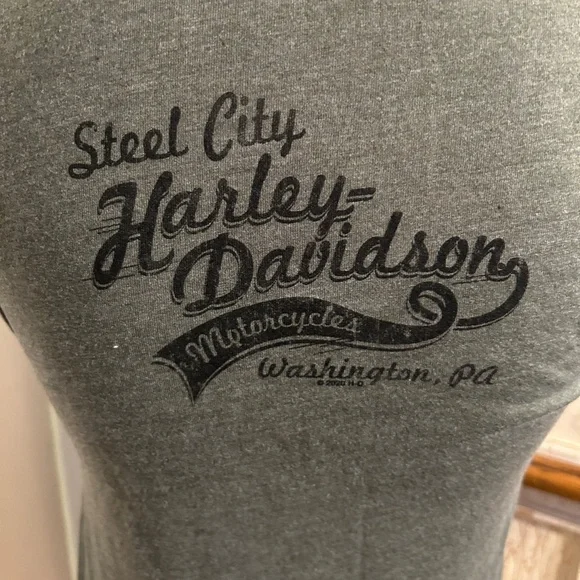 Steel City
Harley-
Davidson
Motorcycles
Washington, PA
© 2020 H-D